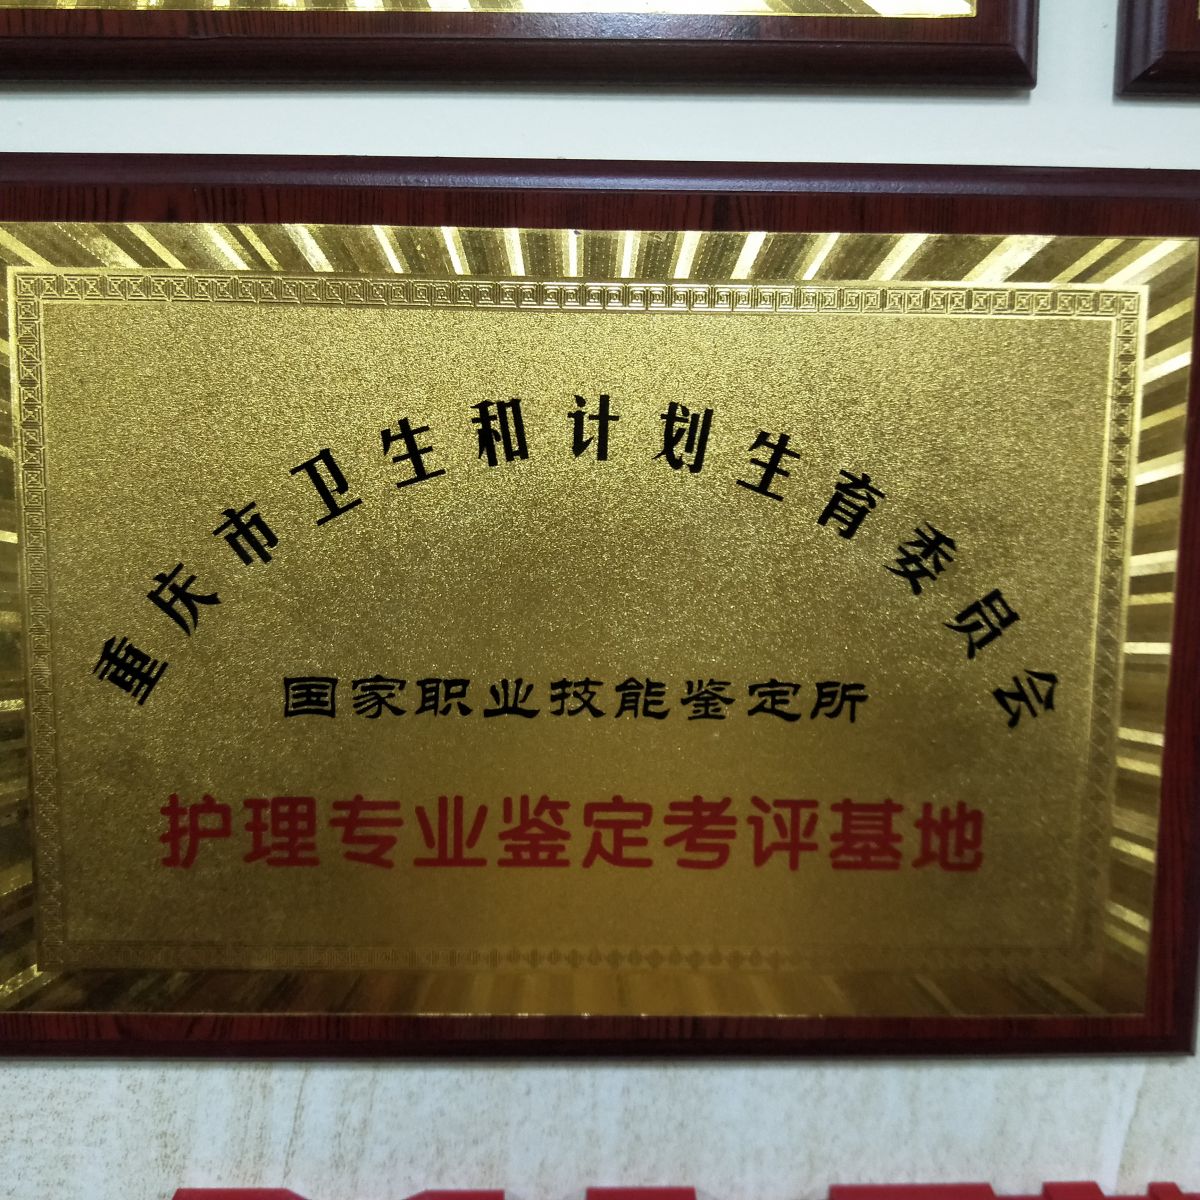 重庆市卫生和计划生育委员会
国家职业技能鉴定所
护理专业鉴定考评基地